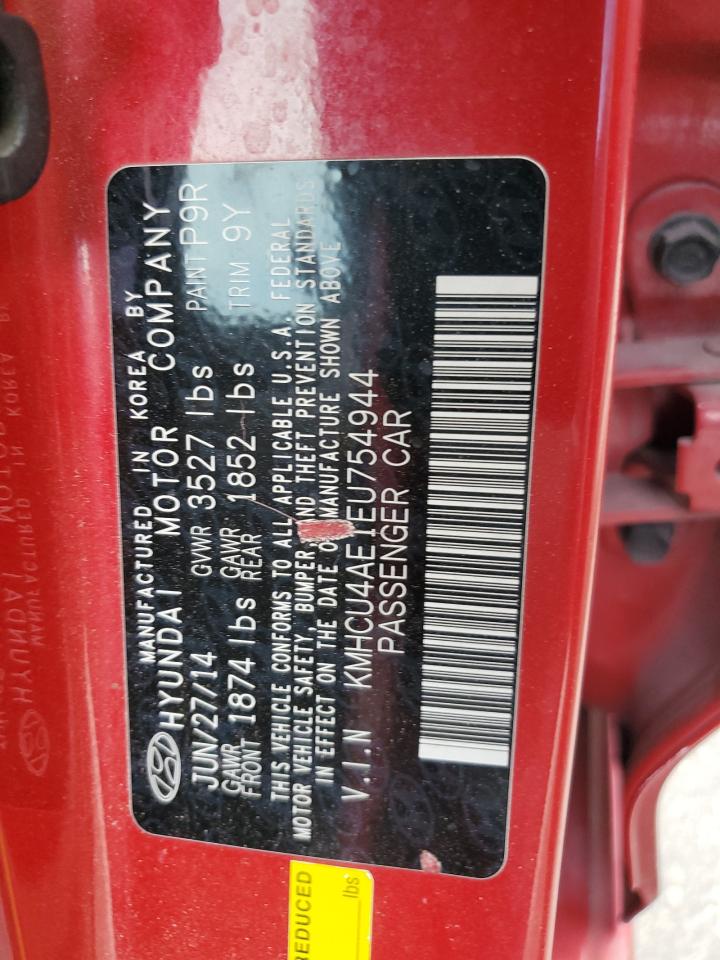 MANUFACTURED IN KOREA BY
HYUNDAI MOTOR COMPANY
JUN/27/14 GVWR 3527 lbs PAINT P9R
GAWR FRONT 1874 lbs GAWR REAR 1852 lbs TRIM 9Y
THIS VEHICLE CONFORMS TO ALL APPLICABLE U.S.A. FEDERAL
MOTOR VEHICLE SAFETY, BUMPER, AND THEFT PREVENTION STANDARDS
IN EFFECT ON THE DATE OF MANUFACTURE SHOWN ABOVE
V.I.N KMHCU4AE1EU754944
PASSENGER CAR
REDUCED
lbs